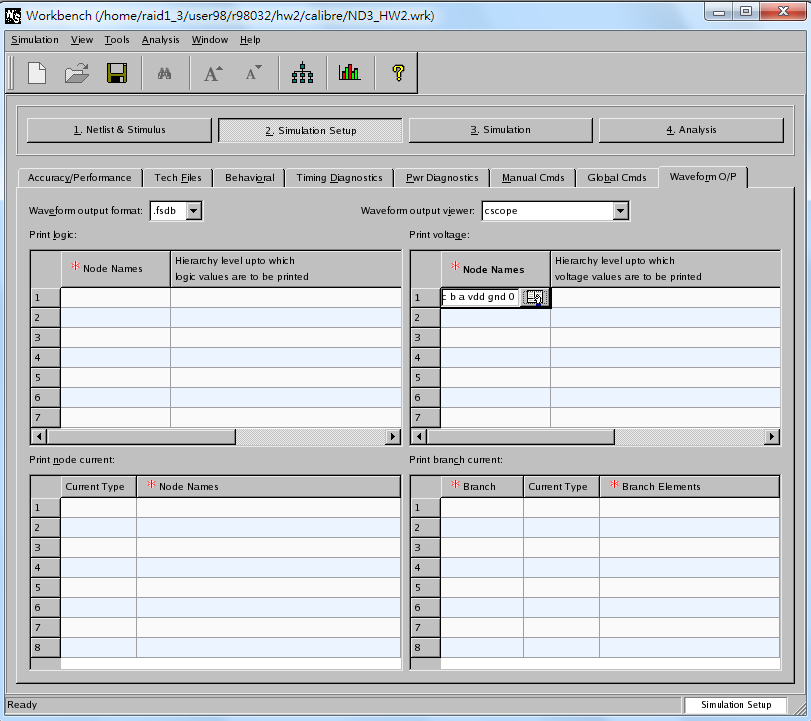 Workbench (/home/raid1_3/user98/r98032/hw2/calibre/ND3_HW2.wrk)
Simulation View Tools Analysis Window Help
1. Netlist & Stimulus 2. Simulation Setup 3. Simulation 4. Analysis
Accuracy/Performance Tech Files Behavioral Timing Diagnostics Pwr Diagnostics Manual Cmds Global Cmds Waveform O/P
Waveform output format: .fsdb Waveform output viewer: cscope
Print logic: Print voltage:
* Node Names Hierarchy level upto which
logic values are to be printed
* Node Names Hierarchy level upto which
voltage values are to be printed
1 1 c b a vdd gnd 0
2 2
3 3
4 4
5 5
6 6
7 7
Print node current: Print branch current:
Current Type * Node Names * Branch Current Type * Branch Elements
1 1
2 2
3 3
4 4
5 5
6 6
7 7
8 8
Ready Simulation Setup